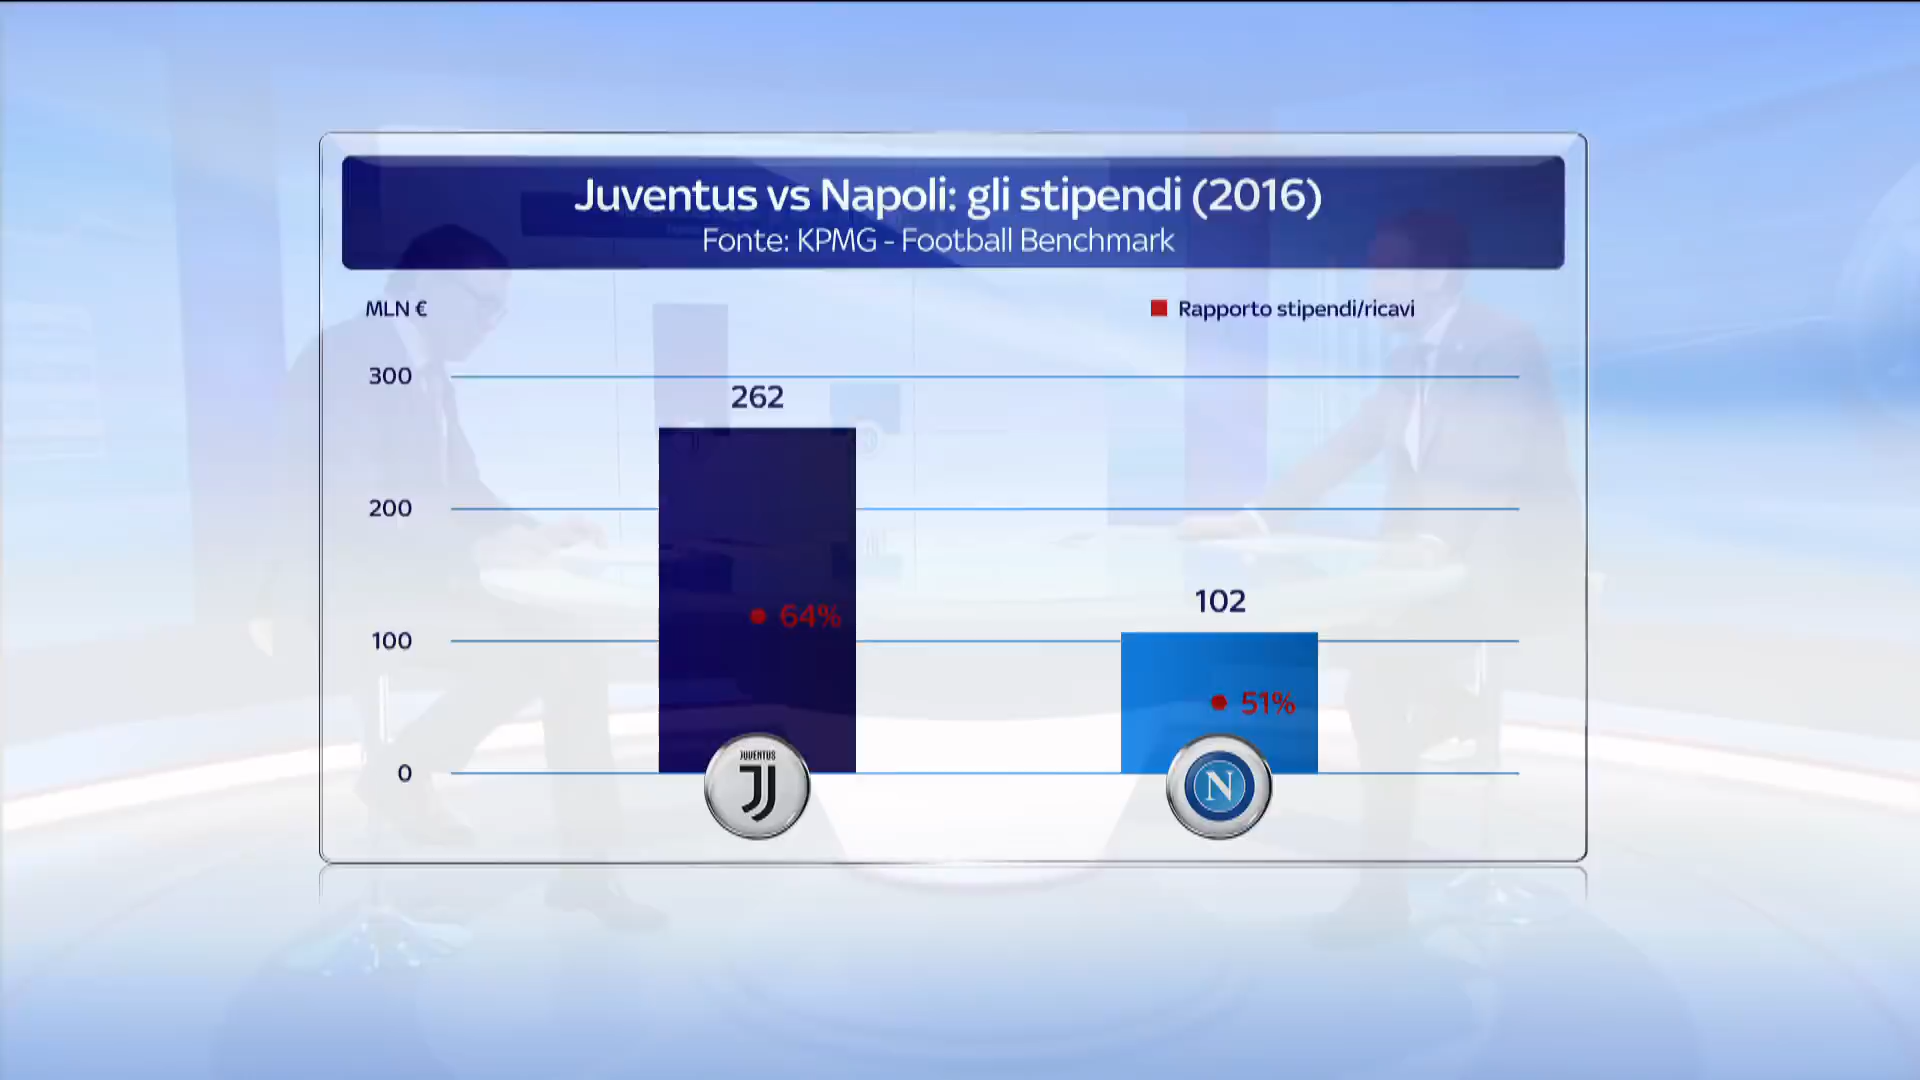 Juventus vs Napoli: gli stipendi (2016)
Fonte: KPMG - Football Benchmark
MLN €
Rapporto stipendi/ricavi
300
262
200
102
64%
100
51%
0
JUVENTUS
J
N